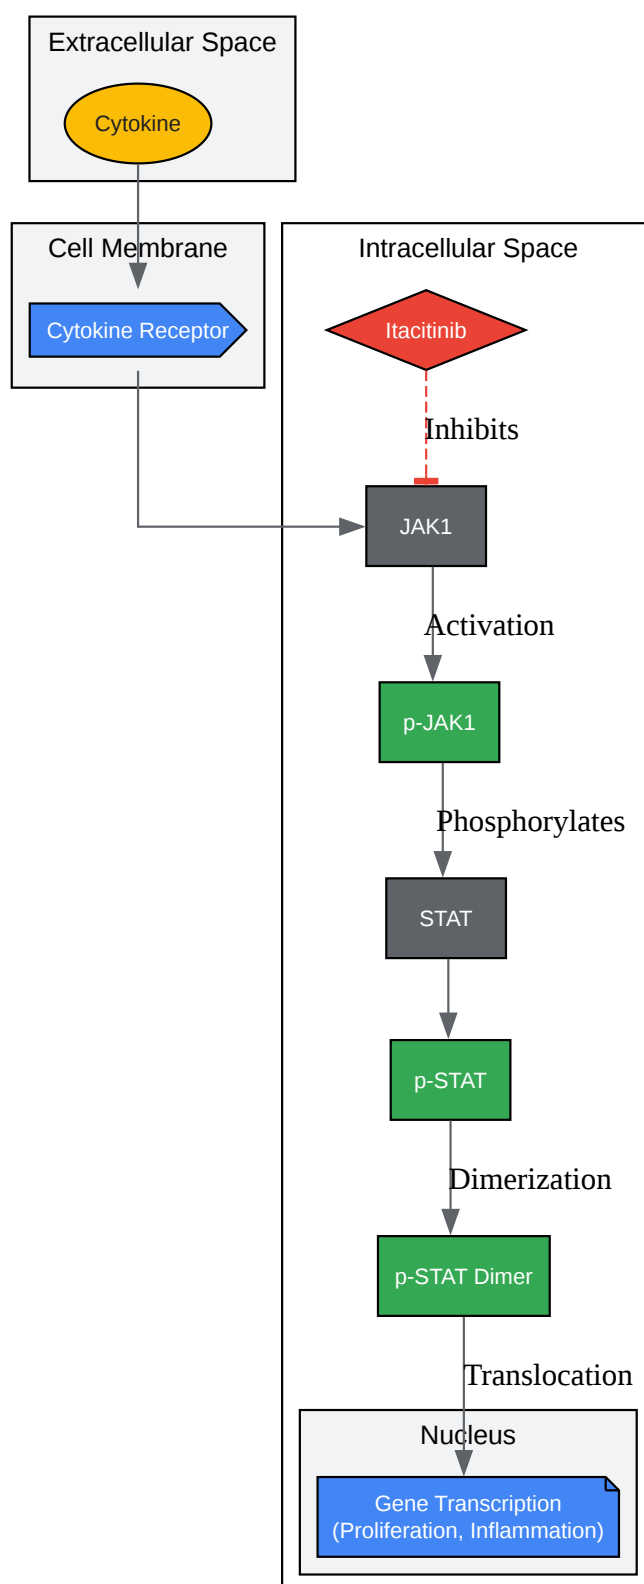 Extracellular Space
Cytokine
Cell Membrane
Cytokine Receptor
Intracellular Space
Itacitinib
Inhibits
JAK1
Activation
p-JAK1
Phosphorylates
STAT
p-STAT
Dimerization
p-STAT Dimer
Translocation
Nucleus
Gene Transcription
(Proliferation, Inflammation)